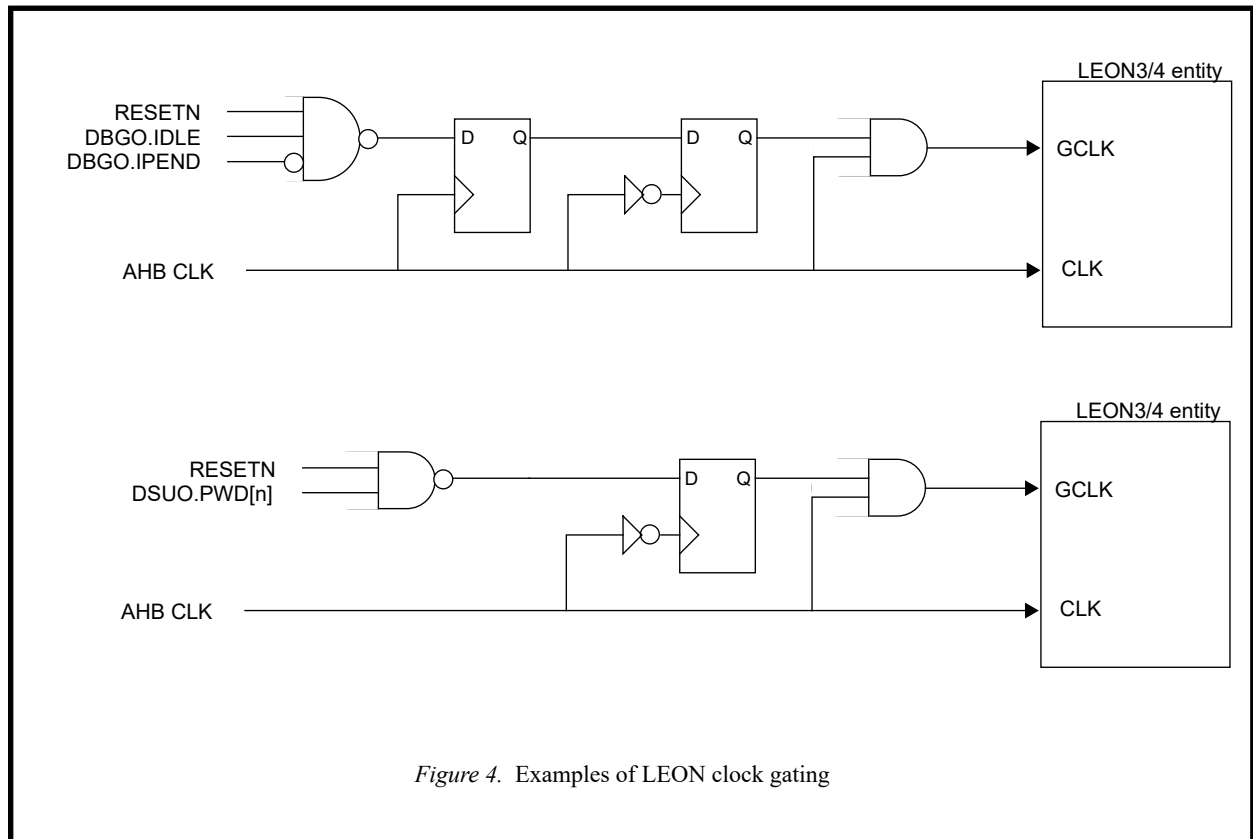 LEON3/4 entity
RESETN
DBGO.IDLE
DBGO.IPEND
D Q
D Q
GCLK
AHB CLK
CLK
LEON3/4 entity
RESETN
DSUO.PWD[n]
D Q
GCLK
AHB CLK
CLK
Figure 4. Examples of LEON clock gating